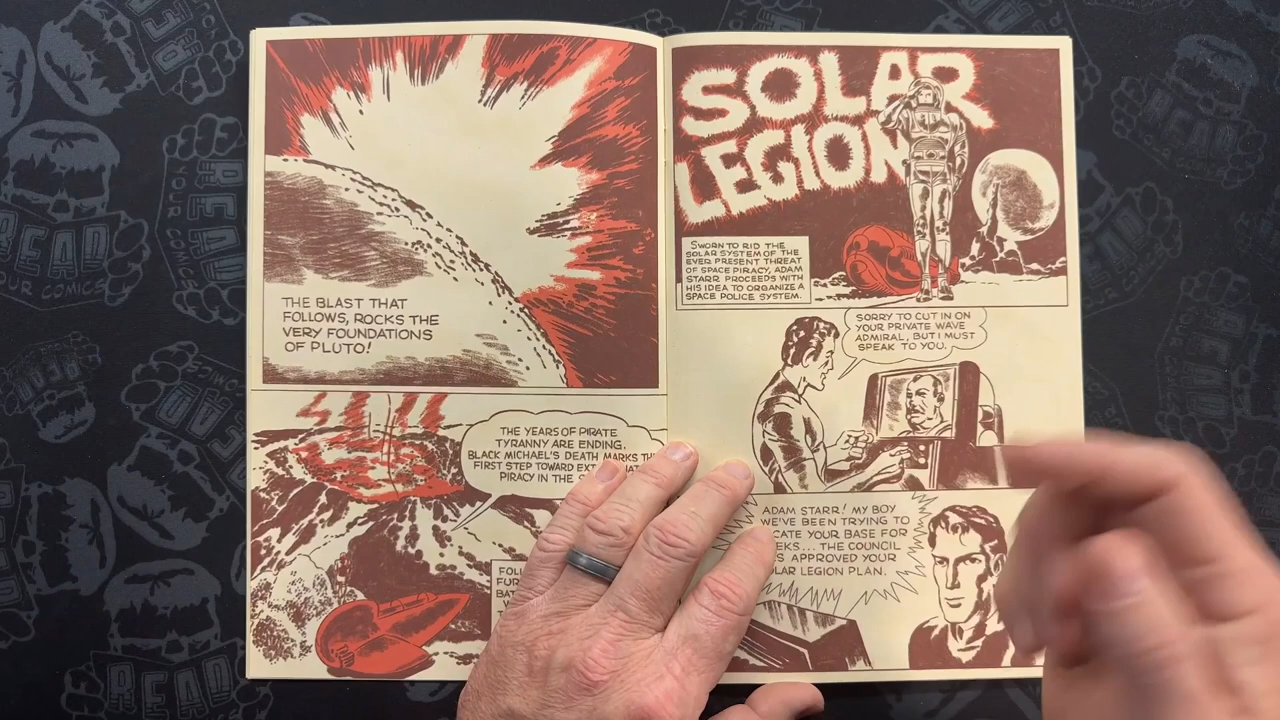 THE BLAST THAT
FOLLOWS, ROCKS THE
VERY FOUNDATIONS
OF PLUTO!
THE YEARS OF PIRATE
TYRANNY ARE ENDING.
BLACK MICHAEL'S DEATH MARKS
FIRST STEP TOWARD
PIRACY IN THE
SOLAR
LEGION
SWORN TO RID THE
SOLAR SYSTEM OF THE
EVER PRESENT THREAT
OF SPACE PIRACY, ADAM
STARR PROCEEDS WITH
HIS IDEA TO ORGANIZE A
SPACE POLICE SYSTEM.
SORRY TO CUT IN ON
YOUR PRIVATE WAVE
ADMIRAL, BUT I MUST
SPEAK TO YOU.
ADAM STARR! MY BOY
WE'VE BEEN TRYING TO
YOUR BASE FOR
... THE COUNCIL
APPROVED YOUR
LEGION PLAN.
READ
YOUR COMICS
READ
YOUR COMICS
READ